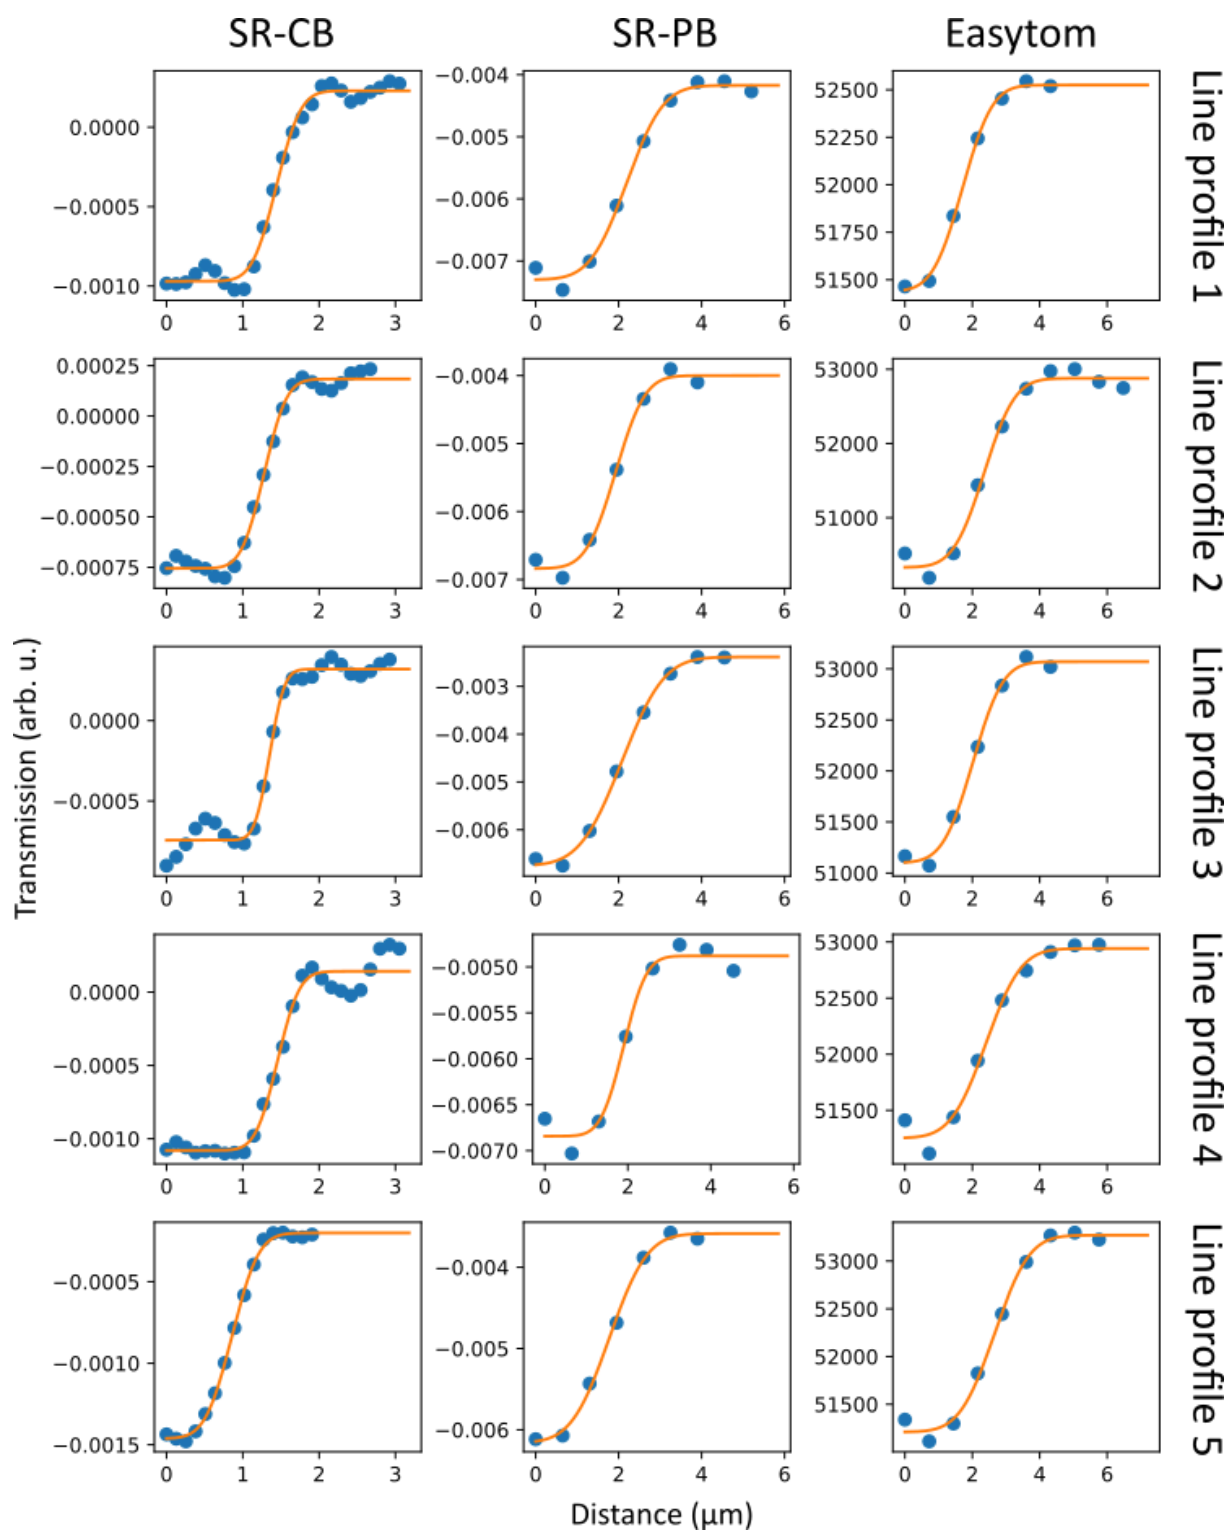 SR-CB SR-PB Easytom
Line profile 1
0.0000
−0.0005
−0.0010
0 1 2 3
−0.004
−0.005
−0.006
−0.007
0 2 4 6
52500
52250
52000
51750
51500
0 2 4 6
Line profile 2
0.00025
0.00000
−0.00025
−0.00050
−0.00075
0 1 2 3
−0.004
−0.005
−0.006
−0.007
0 2 4 6
53000
52000
51000
0 2 4 6
Line profile 3
0.0000
−0.0005
0 1 2 3
−0.003
−0.004
−0.005
−0.006
0 2 4 6
53000
52500
52000
51500
51000
0 2 4 6
Line profile 4
0.0000
−0.0005
−0.0010
0 1 2 3
−0.0050
−0.0055
−0.0060
−0.0065
−0.0070
0 2 4 6
53000
52500
52000
51500
0 2 4 6
Line profile 5
−0.0005
−0.0010
−0.0015
0 1 2 3
−0.004
−0.005
−0.006
0 2 4 6
53000
52500
52000
51500
0 2 4 6
Transmission (arb. u.)
Distance (μm)